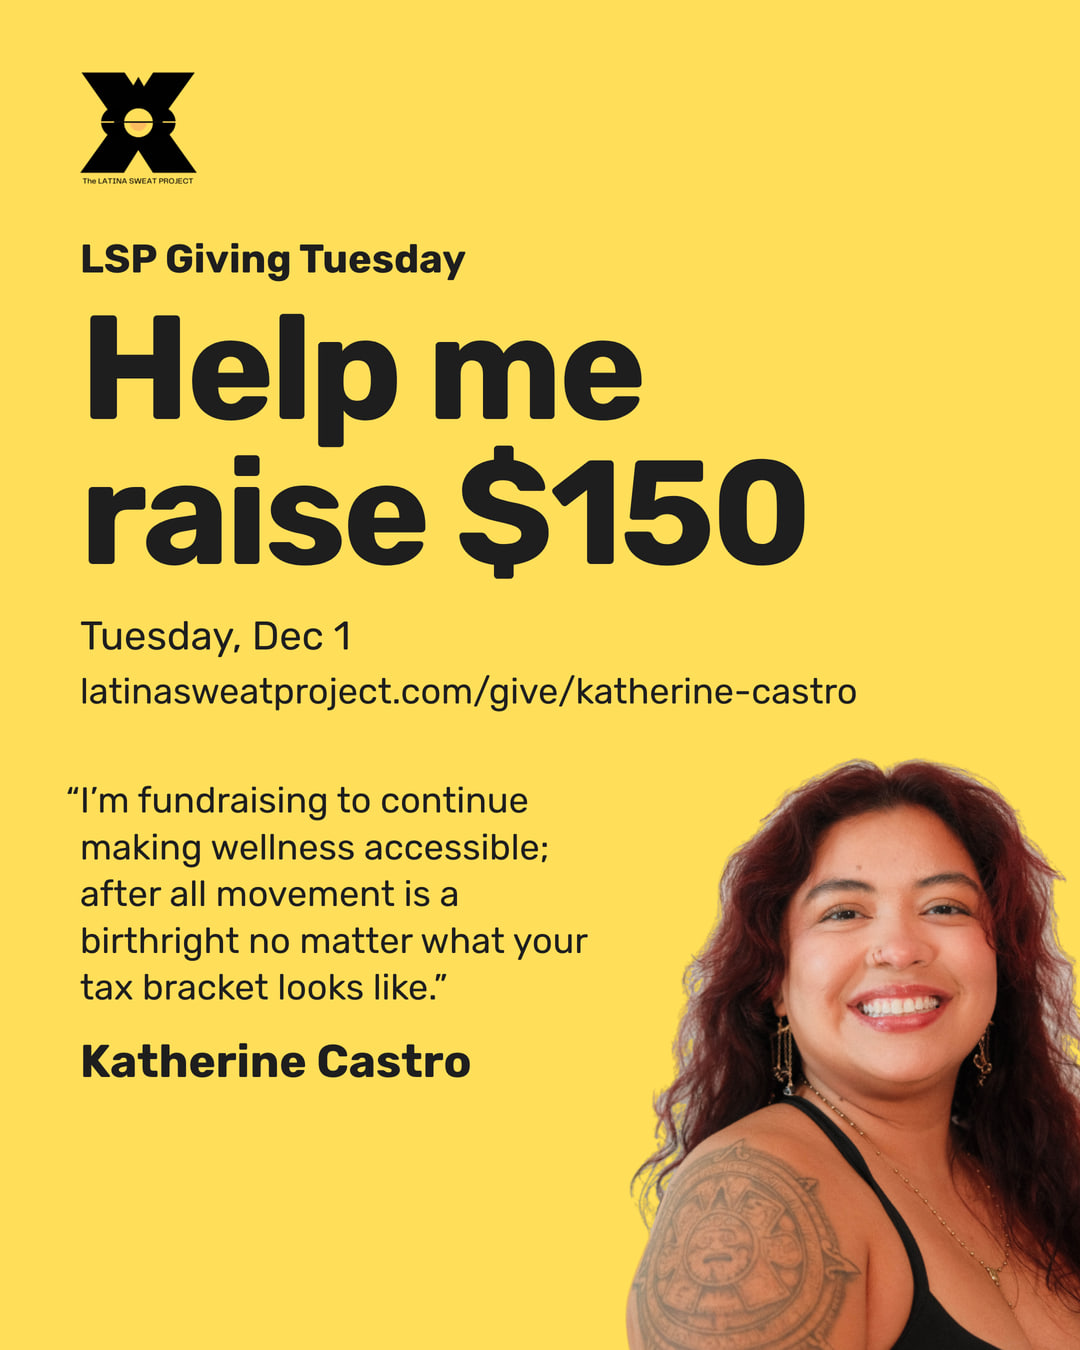 The LATINA SWEAT PROJECT
LSP Giving Tuesday
Help me
raise $150
Tuesday, Dec 1
latinasweatproject.com/give/katherine-castro
“I’m fundraising to continue
making wellness accessible;
after all movement is a
birthright no matter what your
tax bracket looks like.”
Katherine Castro